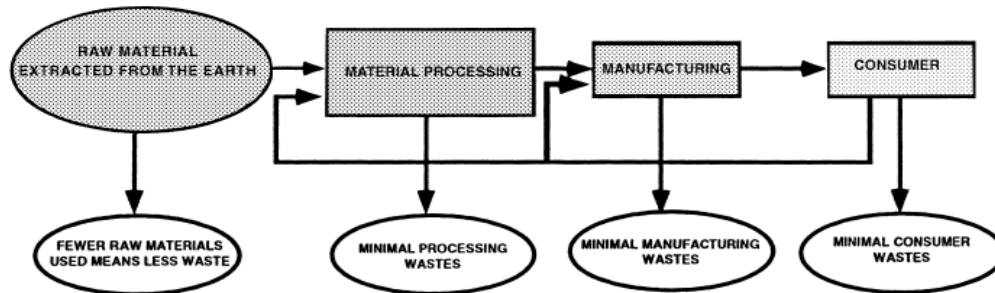 RAW MATERIAL
EXTRACTED FROM THE EARTH
MATERIAL PROCESSING
MANUFACTURING
CONSUMER
FEWER RAW MATERIALS
USED MEANS LESS WASTE
MINIMAL PROCESSING
WASTES
MINIMAL MANUFACTURING
WASTES
MINIMAL CONSUMER
WASTES